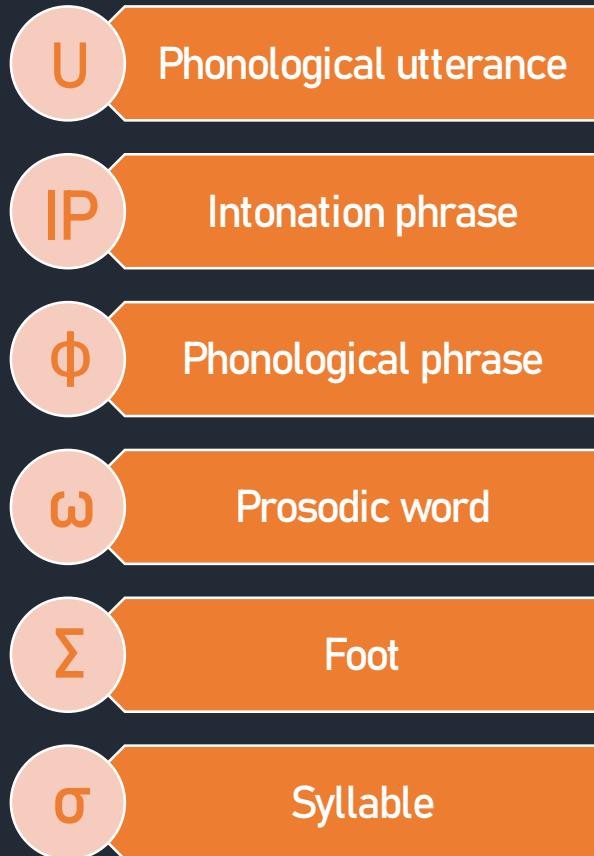 U Phonological utterance
IP Intonation phrase
ϕ Phonological phrase
ω Prosodic word
Σ Foot
σ Syllable